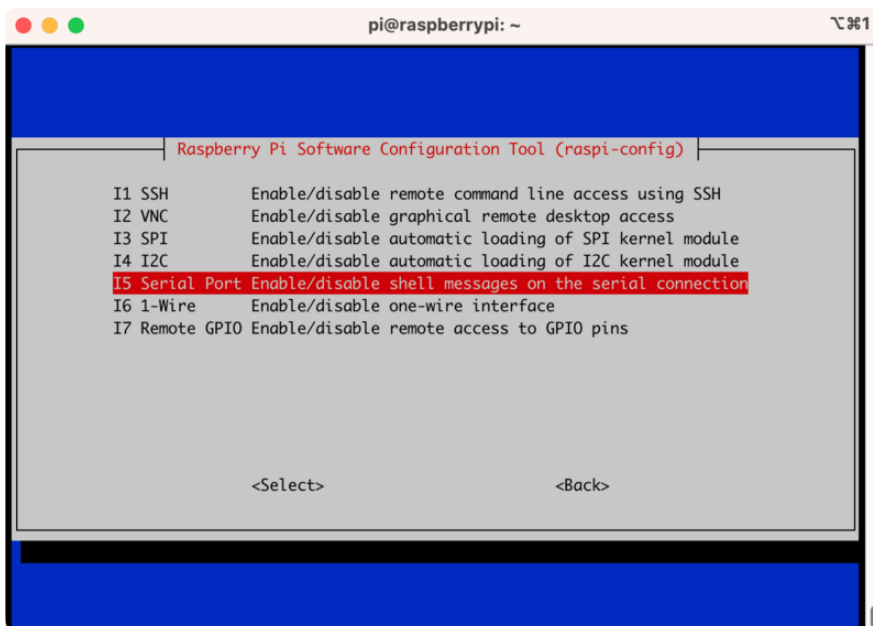 pi@raspberrypi: ~ ⌥⌘1
Raspberry Pi Software Configuration Tool (raspi-config)
I1 SSH Enable/disable remote command line access using SSH
I2 VNC Enable/disable graphical remote desktop access
I3 SPI Enable/disable automatic loading of SPI kernel module
I4 I2C Enable/disable automatic loading of I2C kernel module
I5 Serial Port Enable/disable shell messages on the serial connection
I6 1-Wire Enable/disable one-wire interface
I7 Remote GPIO Enable/disable remote access to GPIO pins
<Select> <Back>